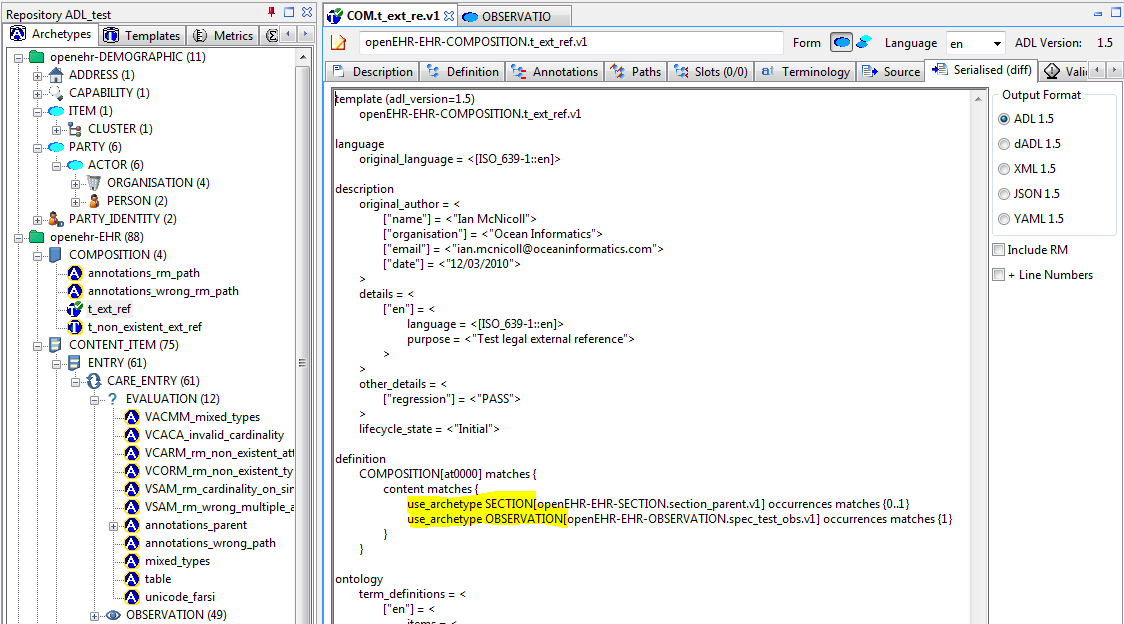 Repository ADL_test
Archetypes
Templates
Metrics
openehr-DEMOGRAPHIC (11)
ADDRESS (1)
CAPABILITY (1)
ITEM (1)
CLUSTER (1)
PARTY (6)
ACTOR (6)
ORGANISATION (4)
PERSON (2)
PARTY_IDENTITY (2)
openehr-EHR (88)
COMPOSITION (4)
annotations_rm_path
annotations_wrong_rm_path
t_ext_ref
t_non_existent_ext_ref
CONTENT_ITEM (75)
ENTRY (61)
CARE_ENTRY (61)
EVALUATION (12)
VACMM_mixed_types
VCACA_invalid_cardinality
VCARM_rm_non_existent_att
VCORM_rm_non_existent_ty
VSAM_rm_cardinality_on_sin
VSAM_rm_wrong_multiple_a
annotations_parent
annotations_wrong_path
mixed_types
table
unicode_farsi
OBSERVATION (49)
COM.t_ext_re.v1
OBSERVATIO
openEHR-EHR-COMPOSITION.t_ext_ref.v1
Form
Language
en
ADL Version: 1.5
Description
Definition
Annotations
Paths
Slots (0/0)
Terminology
Source
Serialised (diff)
Vali
template (adl_version=1.5)
openEHR-EHR-COMPOSITION.t_ext_ref.v1
language
original_language = <[ISO_639-1::en]>
description
original_author = <
["name"] = <"Ian McNicoll">
["organisation"] = <"Ocean Informatics">
["email"] = <"ian.mcnicoll@oceaninformatics.com">
["date"] = <"12/03/2010">
>
details = <
["en"] = <
language = <[ISO_639-1::en]>
purpose = <"Test legal external reference">
>
>
other_details = <
["regression"] = <"PASS">
>
lifecycle_state = <"Initial">
definition
COMPOSITION[at0000] matches {
content matches {
use_archetype SECTION[openEHR-EHR-SECTION.section_parent.v1] occurrences matches {0..1}
use_archetype OBSERVATION[openEHR-EHR-OBSERVATION.spec_test_obs.v1] occurrences matches {1}
}
}
ontology
term_definitions = <
["en"] = <
items = <
Output Format
ADL 1.5
dADL 1.5
XML 1.5
JSON 1.5
YAML 1.5
Include RM
+ Line Numbers